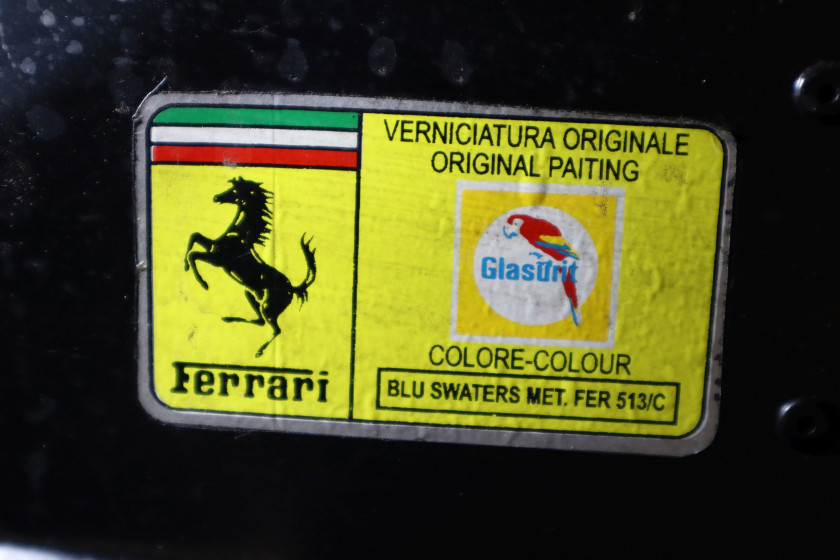 Ferrari
VERNICIATURA ORIGINALE
ORIGINAL PAITING
Glasurit
COLORE-COLOUR
BLU SWATERS MET. FER 513/C